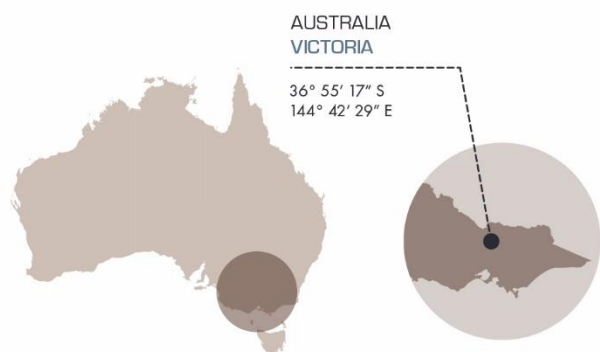 AUSTRALIA
VICTORIA
36° 55’ 17” S
144° 42’ 29” E